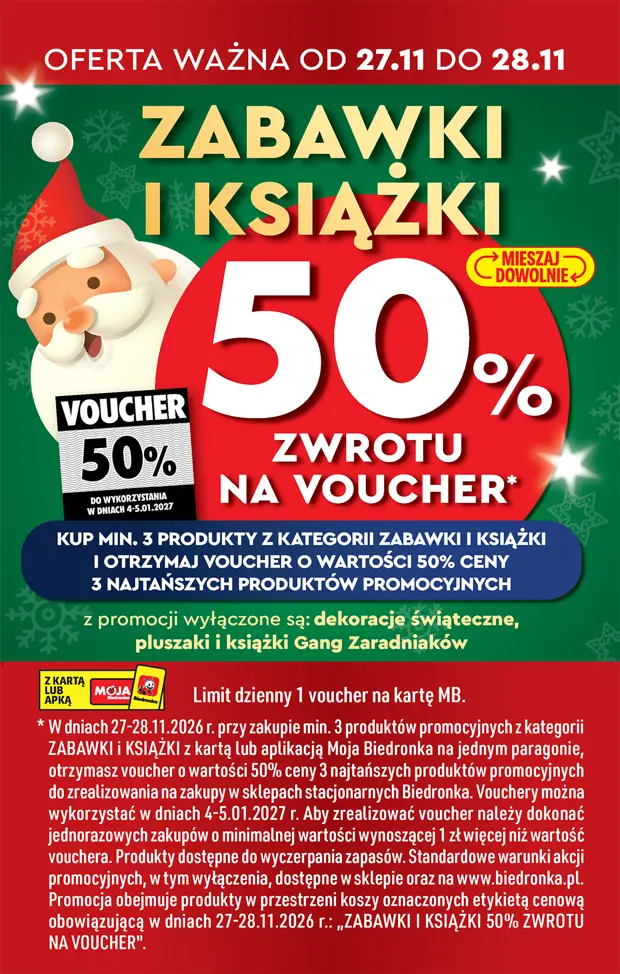 OFERTA WAŻNA OD 27.11 DO 28.11
ZABAWKI
I KSIĄŻKI
MIESZAJ
DOWOLNIE
50%
ZWROTU
NA VOUCHER*
VOUCHER
50%
DO WYKORZYSTANIA
W DNIACH 4-5.01.2027
KUP MIN. 3 PRODUKTY Z KATEGORII ZABAWKI I KSIĄŻKI
I OTRZYMAJ VOUCHER O WARTOŚCI 50% CENY
3 NAJTAŃSZYCH PRODUKTÓW PROMOCYJNYCH
z promocji wyłączone są: dekoracje świąteczne,
pluszaki i książki Gang Zaradniaków
Z KARTĄ
LUB
APKĄ
MOJA
Biedronka
Biedronka
Limit dzienny 1 voucher na kartę MB.
* W dniach 27-28.11.2026 r. przy zakupie min. 3 produktów promocyjnych z kategorii
ZABAWKI i KSIĄŻKI z kartą lub aplikacją Moja Biedronka na jednym paragonie,
otrzymasz voucher o wartości 50% ceny 3 najtańszych produktów promocyjnych
do zrealizowania na zakupy w sklepach stacjonarnych Biedronka. Vouchery można
wykorzystać w dniach 4-5.01.2027 r. Aby zrealizować voucher należy dokonać
jednorazowych zakupów o minimalnej wartości wynoszącej 1 zł więcej niż wartość
vouchera. Produkty dostępne do wyczerpania zapasów. Standardowe warunki akcji
promocyjnych, w tym wyłączenia, dostępne w sklepie oraz na www.biedronka.pl.
Promocja obejmuje produkty w przestrzeni koszy oznaczonych etykietą cenową
obowiązującą w dniach 27-28.11.2026 r.: „ZABAWKI I KSIĄŻKI 50% ZWROTU
NA VOUCHER".